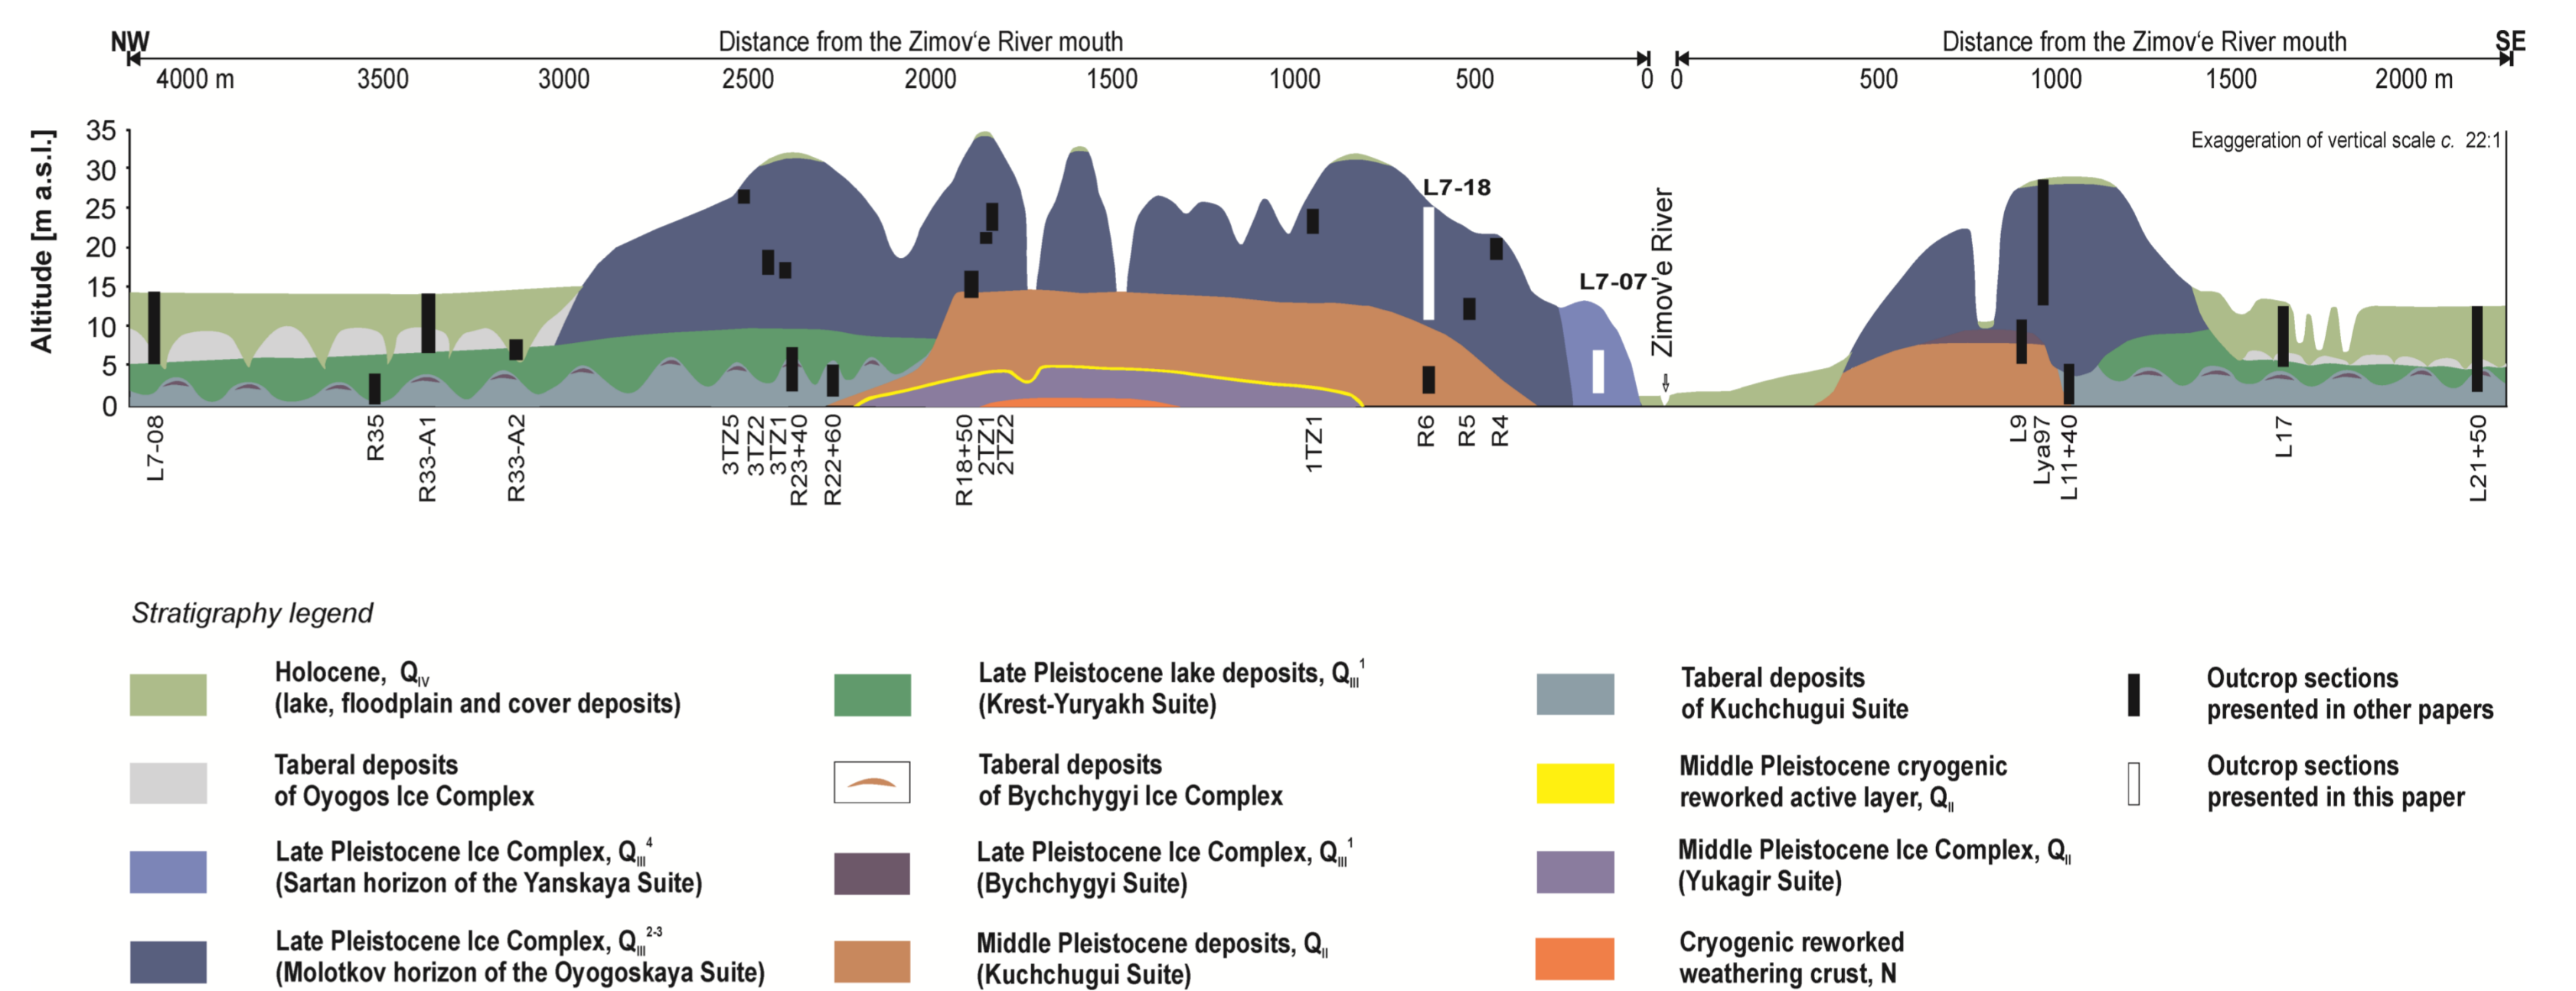 NW
Distance from the Zimov‘e River mouth
Distance from the Zimov‘e River mouth
SE
4000 m 3500 3000 2500 2000 1500 1000 500 0 0 500 1000 1500 2000 m
Altitude [m a.s.l.]
35
30
25
20
15
10
5
0
Exaggeration of vertical scale c. 22:1
L7-18
L7-07
Zimov'e River
L7-08
R35
R33-A1
R33-A2
3TZ5
3TZ2
3TZ1
R23+40
R22+60
R18+50
2TZ1
2TZ2
1TZ1
R6
R5
R4
L9
Lya97
L11+40
L17
L21+50
Stratigraphy legend
Holocene, QIV
(lake, floodplain and cover deposits)
Taberal deposits
of Oyogos Ice Complex
Late Pleistocene Ice Complex, QIII4
(Sartan horizon of the Yanskaya Suite)
Late Pleistocene Ice Complex, QIII2-3
(Molotkov horizon of the Oyogoskaya Suite)
Late Pleistocene lake deposits, QIII1
(Krest-Yuryakh Suite)
Taberal deposits
of Bychchygyi Ice Complex
Late Pleistocene Ice Complex, QIII1
(Bychchygyi Suite)
Middle Pleistocene deposits, QII
(Kuchchugui Suite)
Taberal deposits
of Kuchchugui Suite
Middle Pleistocene cryogenic
reworked active layer, QII
Middle Pleistocene Ice Complex, QII
(Yukagir Suite)
Cryogenic reworked
weathering crust, N
Outcrop sections
presented in other papers
Outcrop sections
presented in this paper